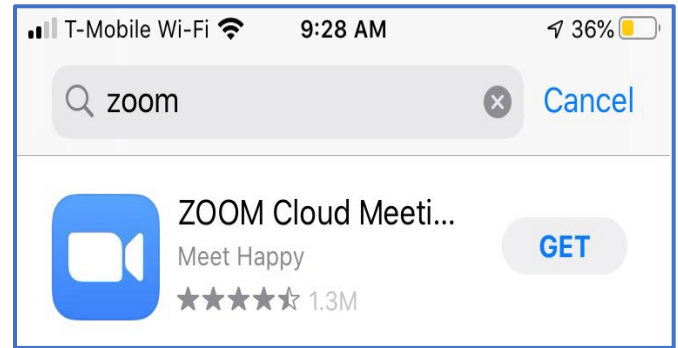 T-Mobile Wi-Fi 9:28 AM 36%
zoom Cancel
ZOOM Cloud Meeti...
Meet Happy
GET
1.3M